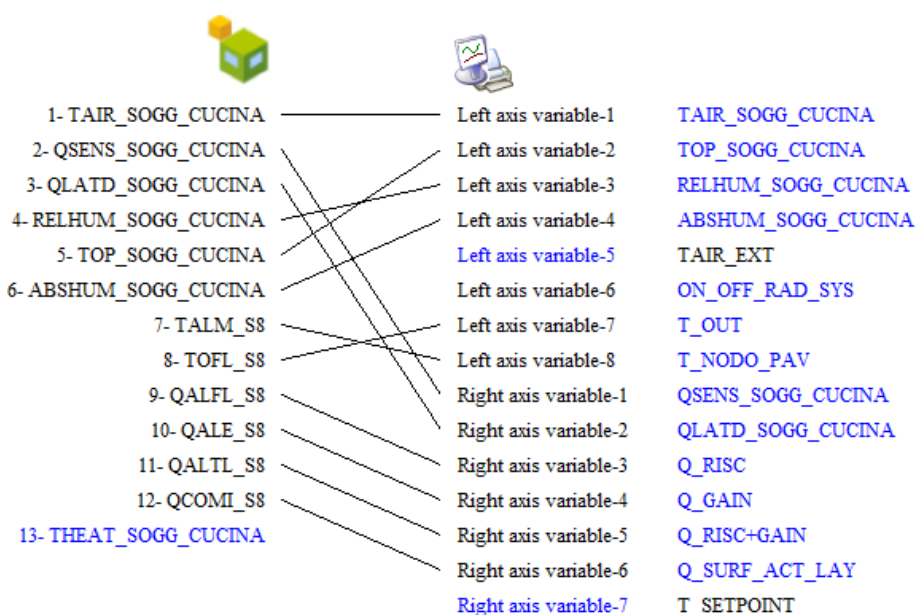 1- TAIR_SOGG_CUCINA Left axis variable-1 TAIR_SOGG_CUCINA
2- QSENS_SOGG_CUCINA Left axis variable-2 TOP_SOGG_CUCINA
3- QLATD_SOGG_CUCINA Left axis variable-3 RELHUM_SOGG_CUCINA
4- RELHUM_SOGG_CUCINA Left axis variable-4 ABSHUM_SOGG_CUCINA
5- TOP_SOGG_CUCINA Left axis variable-5 TAIR_EXT
6- ABSHUM_SOGG_CUCINA Left axis variable-6 ON_OFF_RAD_SYS
7- TALM_S8 Left axis variable-7 T_OUT
8- TOFL_S8 Left axis variable-8 T_NODO_PAV
9- QALFL_S8 Right axis variable-1 QSENS_SOGG_CUCINA
10- QALE_S8 Right axis variable-2 QLATD_SOGG_CUCINA
11- QALTL_S8 Right axis variable-3 Q_RISC
12- QCOMI_S8 Right axis variable-4 Q_GAIN
13- THEAT_SOGG_CUCINA Right axis variable-5 Q_RISC+GAIN
Right axis variable-6 Q_SURF_ACT_LAY
Right axis variable-7 T_SETPOINT